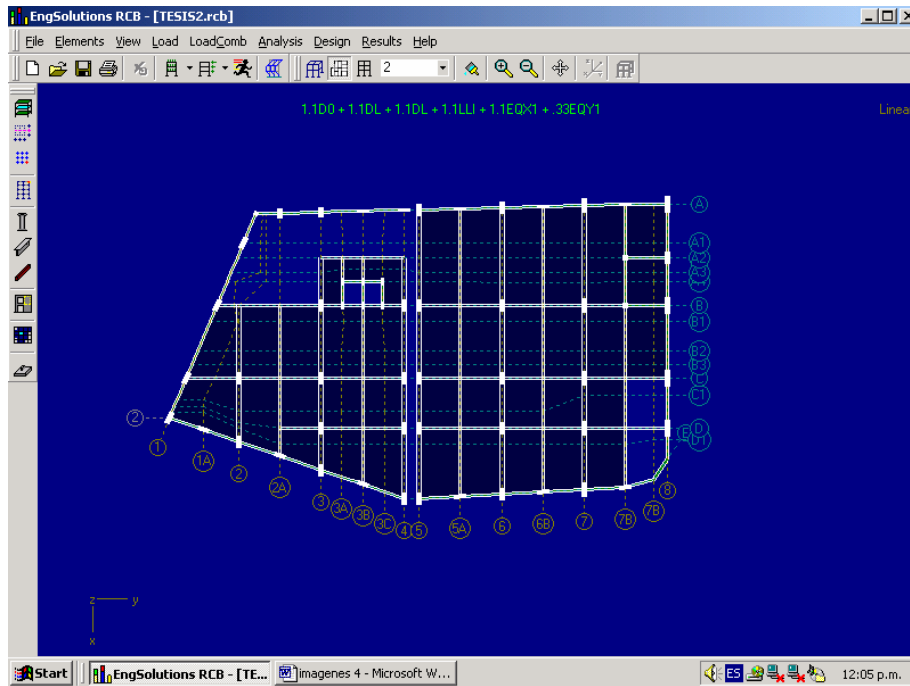 EngSolutions RCB - [TESIS2.rcb]
File Elements View Load LoadComb Analysis Design Results Help
2
1.1D0 + 1.1DL + 1.1DL + 1.1LLI + 1.1EQX1 + .33EQY1
Linear
A
A1
A2
A3
B
B1
B2
B3
C
C1
D
E
D1
2
1
1A
2
2A
3
3A
3B
3C
4
5
5A
6
6B
7
7B
7B
8
z
y
x
Start
EngSolutions RCB - [TE...
imagenes 4 - Microsoft W...
ES
12:05 p.m.